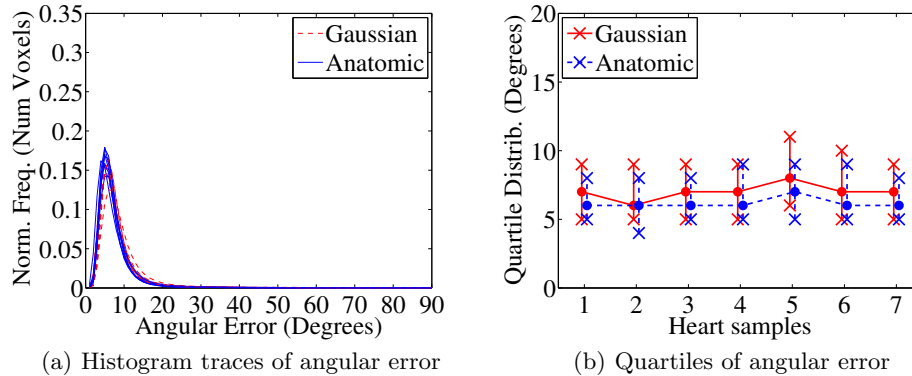 0.35
0.3
0.25
0.2
0.15
0.1
0.05
0
Norm. Freq. (Num Voxels)
Gaussian
Anatomic
0 10 20 30 40 50 60 70 80 90
Angular Error (Degrees)
(a) Histogram traces of angular error
20
15
10
5
0
Quartile Distrib. (Degrees)
Gaussian
Anatomic
1 2 3 4 5 6 7
Heart samples
(b) Quartiles of angular error